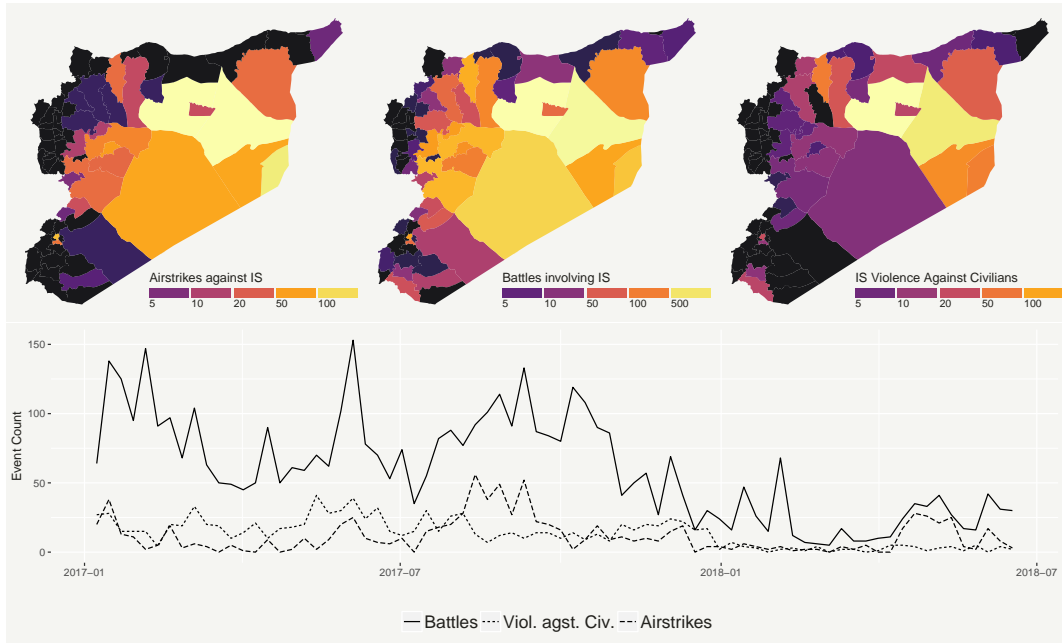 Airstrikes against IS
5 10 20 50 100
Battles involving IS
5 10 50 100 500
IS Violence Against Civilians
5 10 20 50 100
150
100
50
0
Event Count
2017–01 2017–07 2018–01 2018–07
Battles Viol. agst. Civ. Airstrikes